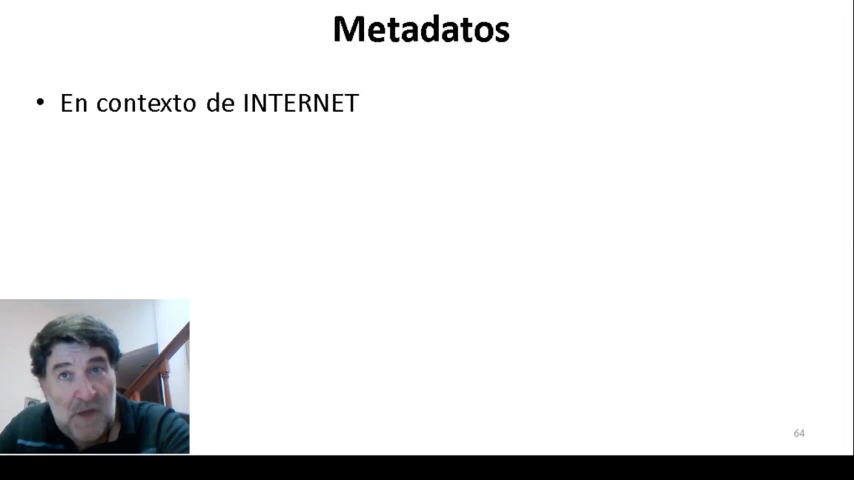 Metadatos
• En contexto de INTERNET
64